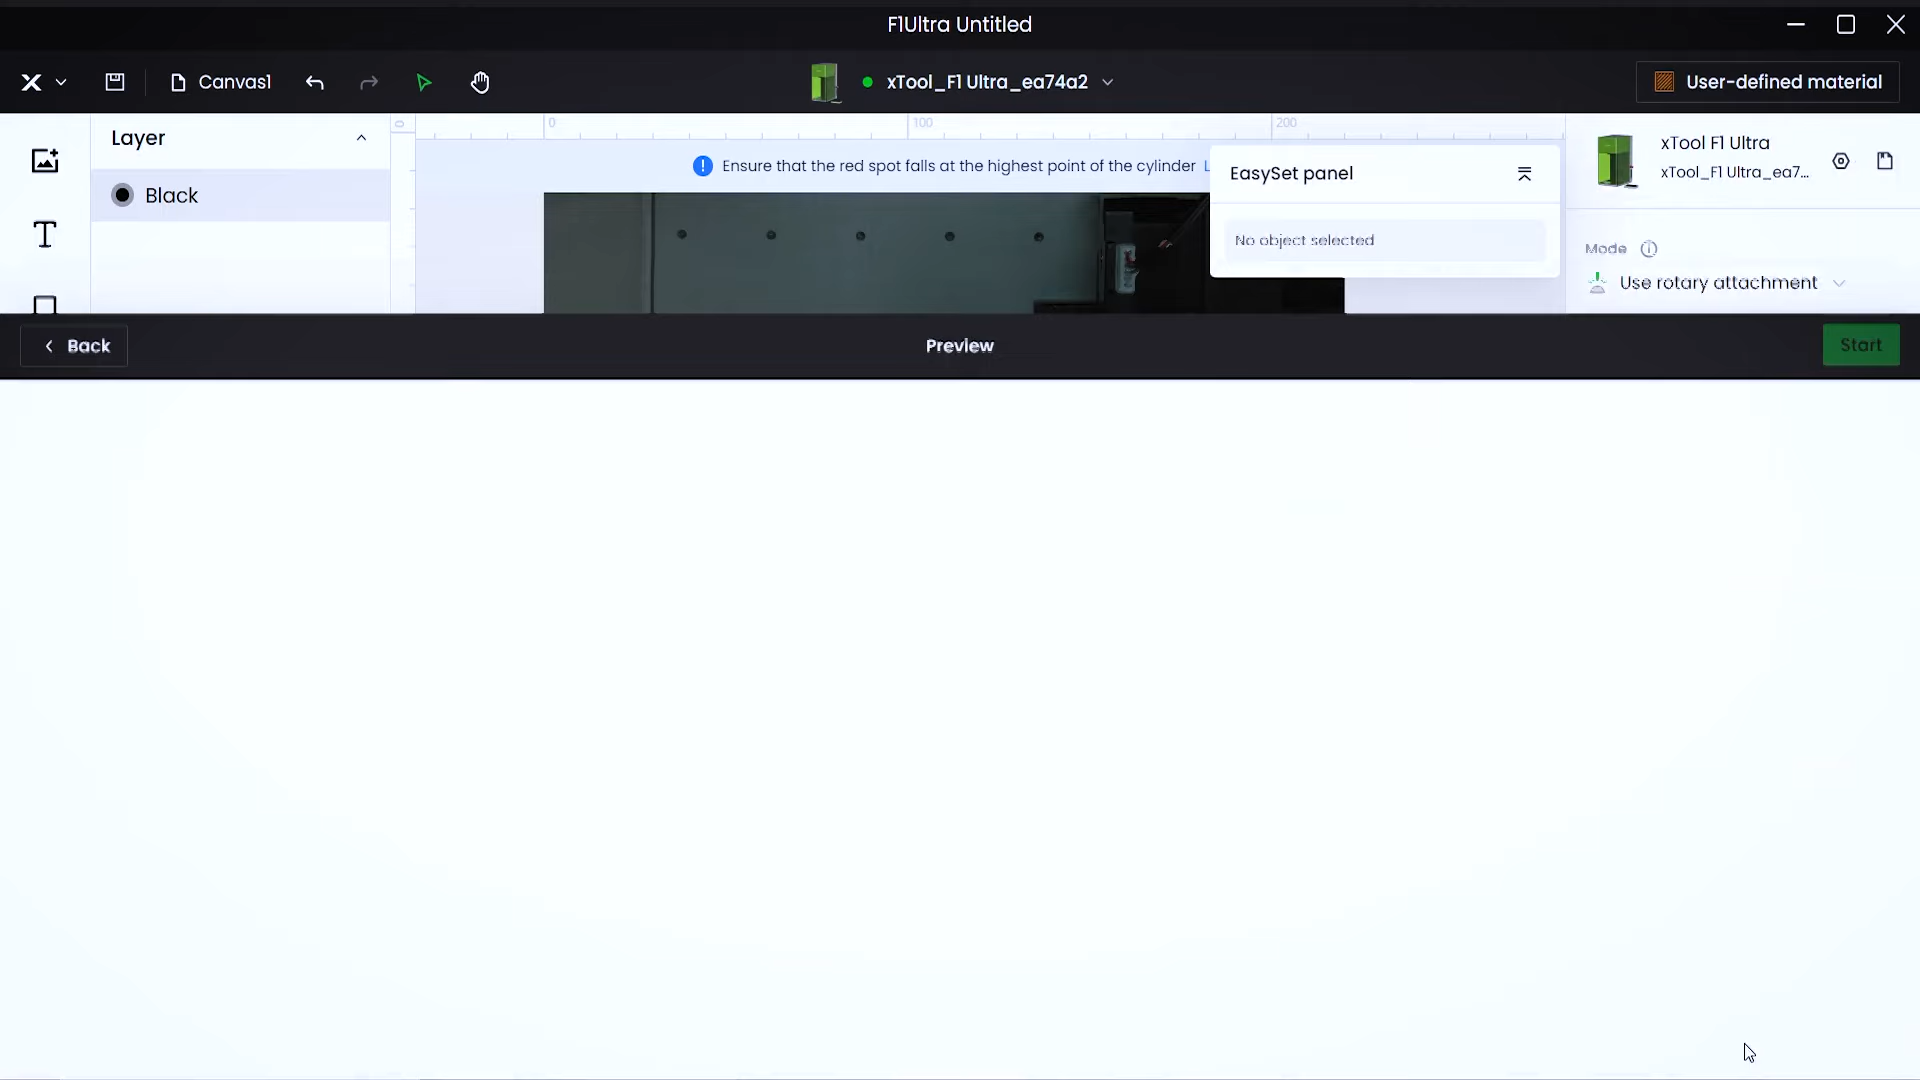 F1Ultra Untitled
Canvas1
xTool_F1 Ultra_ea74a2
User-defined material
Layer
Black
0
0
100
200
Ensure that the red spot falls at the highest point of the cylinder
EasySet panel
No object selected
xTool F1 Ultra
xTool_F1 Ultra_ea7...
Mode
Use rotary attachment
Back
Preview
Start